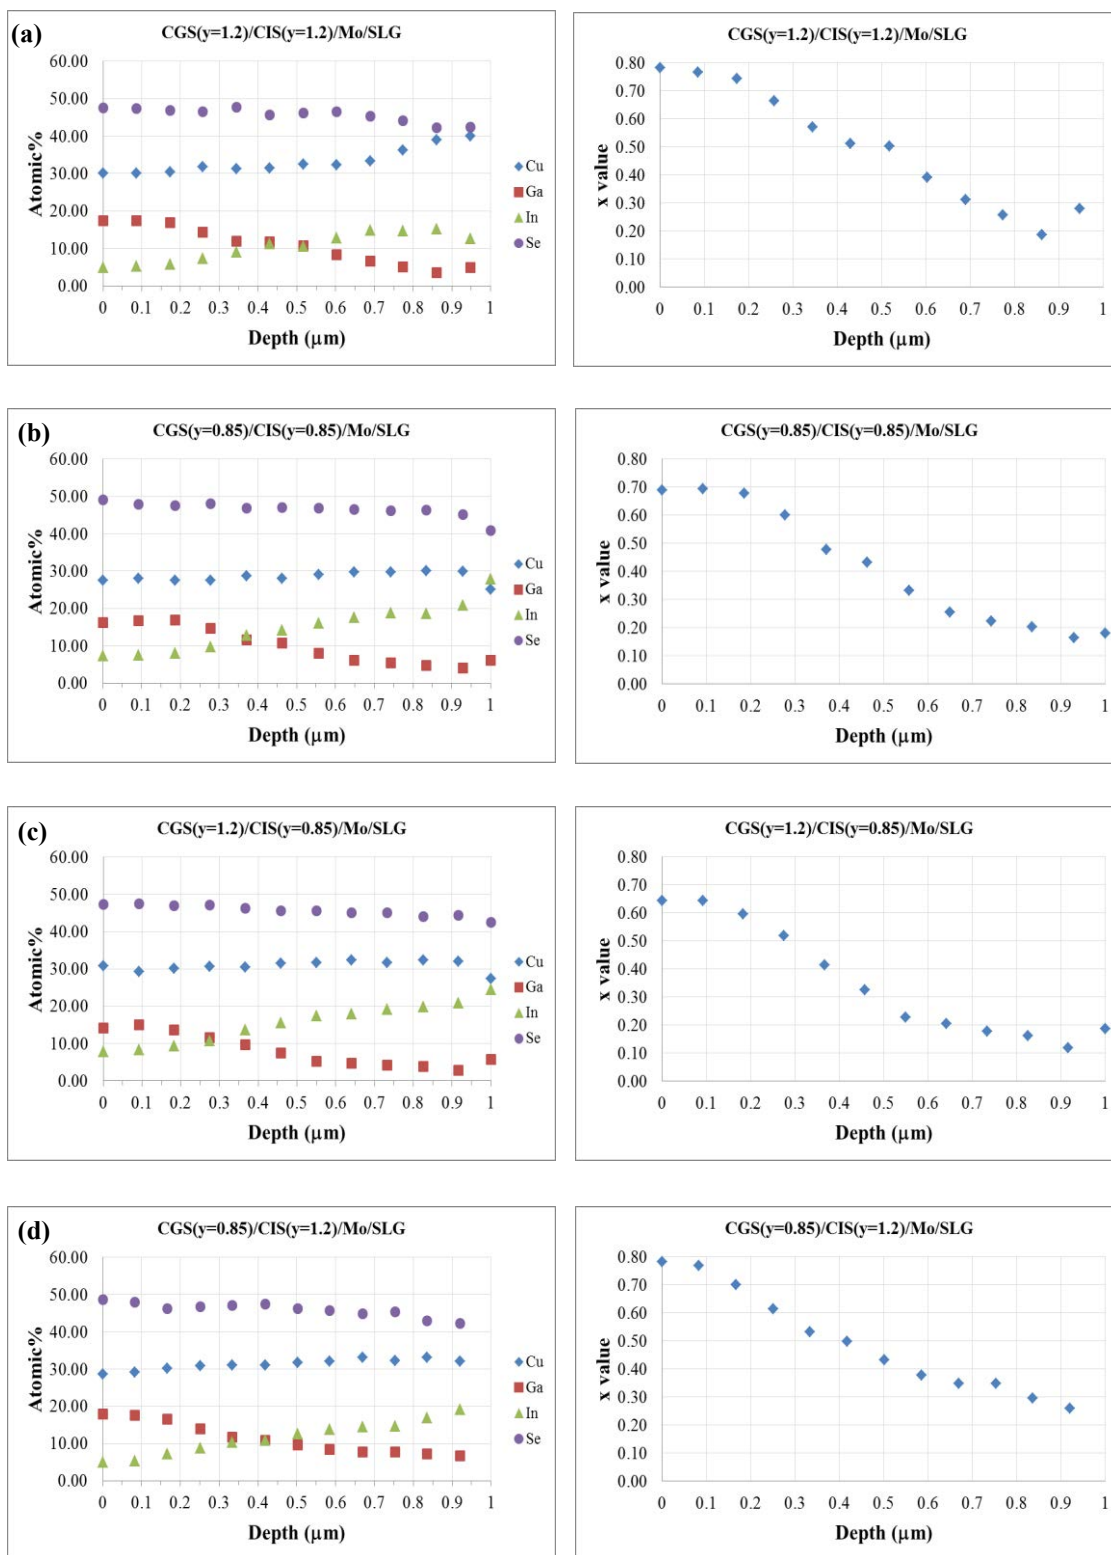 (a)
CGS(y=1.2)/CIS(y=1.2)/Mo/SLG
60.00
50.00
40.00
30.00
20.00
10.00
0.00
Atomic%
0 0.1 0.2 0.3 0.4 0.5 0.6 0.7 0.8 0.9 1
Depth (μm)
Cu
Ga
In
Se
CGS(y=1.2)/CIS(y=1.2)/Mo/SLG
0.80
0.70
0.60
0.50
0.40
0.30
0.20
0.10
0.00
x value
0 0.1 0.2 0.3 0.4 0.5 0.6 0.7 0.8 0.9 1
Depth (μm)
(b)
CGS(y=0.85)/CIS(y=0.85)/Mo/SLG
60.00
50.00
40.00
30.00
20.00
10.00
0.00
Atomic%
0 0.1 0.2 0.3 0.4 0.5 0.6 0.7 0.8 0.9 1
Depth (μm)
Cu
Ga
In
Se
CGS(y=0.85)/CIS(y=0.85)/Mo/SLG
0.80
0.70
0.60
0.50
0.40
0.30
0.20
0.10
0.00
x value
0 0.1 0.2 0.3 0.4 0.5 0.6 0.7 0.8 0.9 1
Depth (μm)
(c)
CGS(y=1.2)/CIS(y=0.85)/Mo/SLG
60.00
50.00
40.00
30.00
20.00
10.00
0.00
Atomic%
0 0.1 0.2 0.3 0.4 0.5 0.6 0.7 0.8 0.9 1
Depth (μm)
Cu
Ga
In
Se
CGS(y=1.2)/CIS(y=0.85)/Mo/SLG
0.80
0.70
0.60
0.50
0.40
0.30
0.20
0.10
0.00
x value
0 0.1 0.2 0.3 0.4 0.5 0.6 0.7 0.8 0.9 1
Depth (μm)
(d)
CGS(y=0.85)/CIS(y=1.2)/Mo/SLG
60.00
50.00
40.00
30.00
20.00
10.00
0.00
Atomic%
0 0.1 0.2 0.3 0.4 0.5 0.6 0.7 0.8 0.9 1
Depth (μm)
Cu
Ga
In
Se
CGS(y=0.85)/CIS(y=1.2)/Mo/SLG
0.80
0.70
0.60
0.50
0.40
0.30
0.20
0.10
0.00
x value
0 0.1 0.2 0.3 0.4 0.5 0.6 0.7 0.8 0.9 1
Depth (μm)